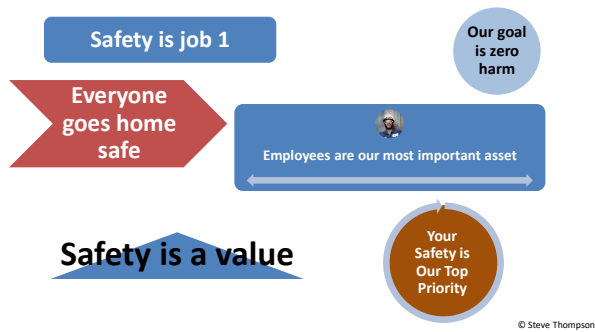 Safety is job 1
Our goal
is zero
harm
Everyone
goes home
safe
Employees are our most important asset
Safety is a value
Your
Safety is
Our Top
Priority
© Steve Thompson